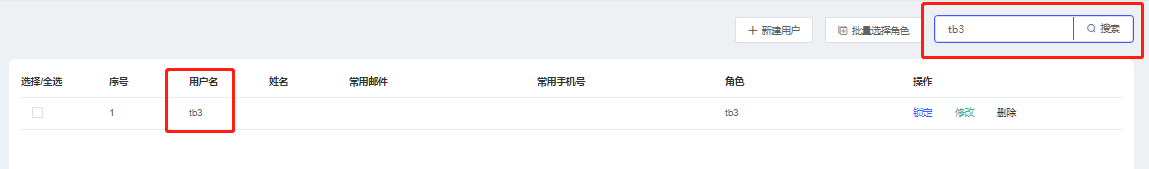 新建用户 批量选择角色 tb3 搜索
选择/全选 序号 用户名 姓名 常用邮件 常用手机号 角色 操作
1 tb3 tb3 锁定 修改 删除